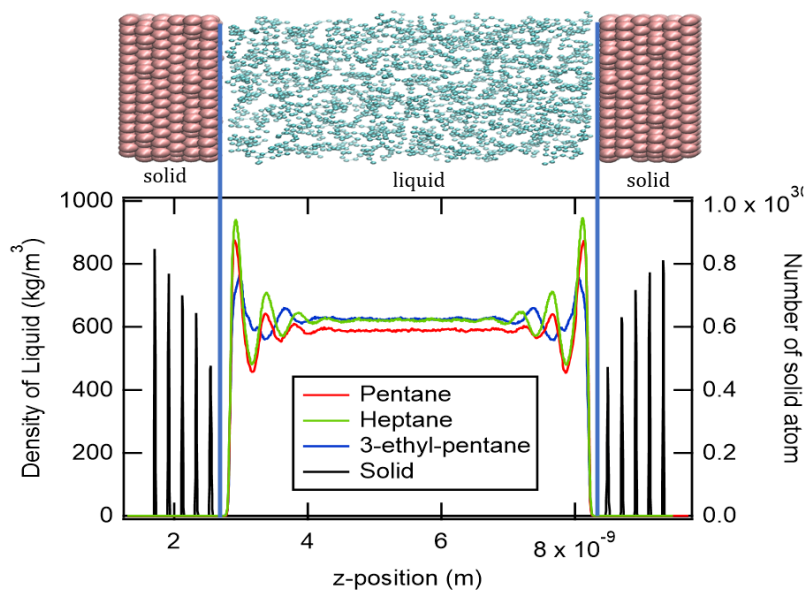 solid
liquid
solid
1000
800
600
400
200
0
Density of Liquid (kg/m³)
1.0 x 10³⁰
0.8
0.6
0.4
0.2
0.0
Number of solid atom
Pentane
Heptane
3-ethyl-pentane
Solid
2
4
6
8 x 10⁻⁹
z-position (m)